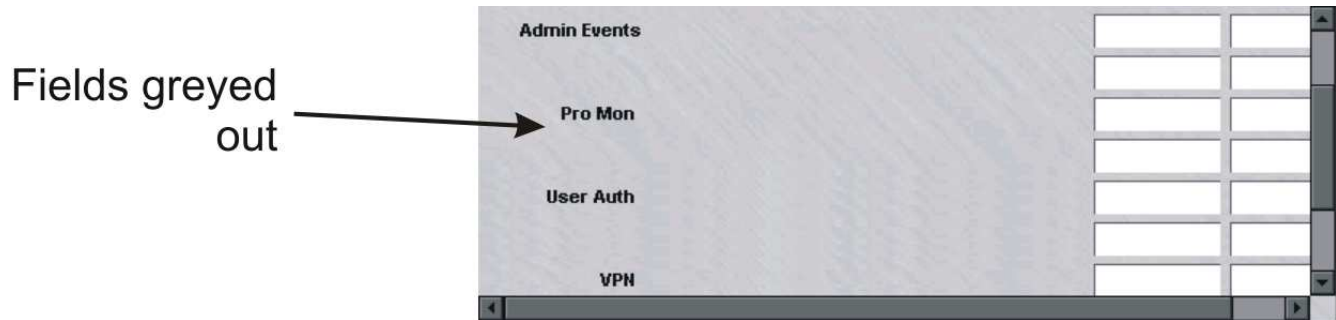 Fields greyed
out
Admin Events
Pro Mon
User Auth
VPN